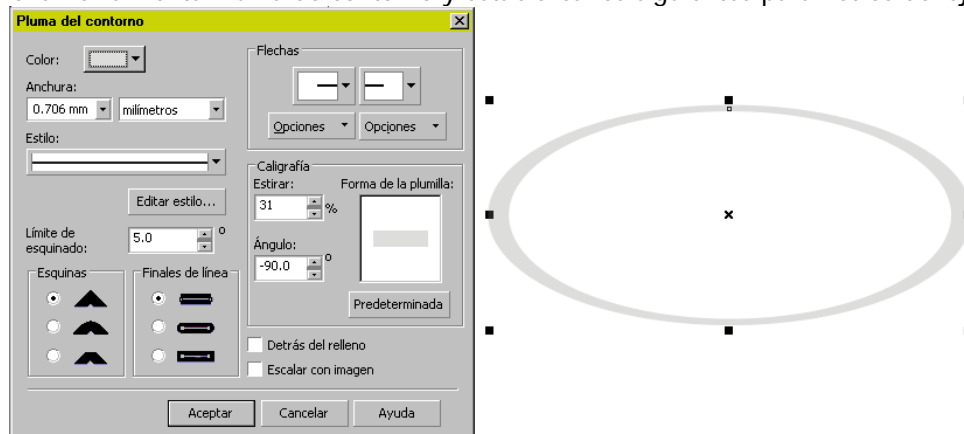 Pluma del contorno
Color:
Anchura:
0.706 mm milímetros
Estilo:
Editar estilo...
Límite de esquinado: 5.0 º
Esquinas
Finales de línea
Flechas
Opciones Opciones
Caligrafía
Estirar: Forma de la plumilla:
31 %
Ángulo:
-90.0 º
Predeterminada
Detrás del relleno
Escalar con imagen
Aceptar Cancelar Ayuda